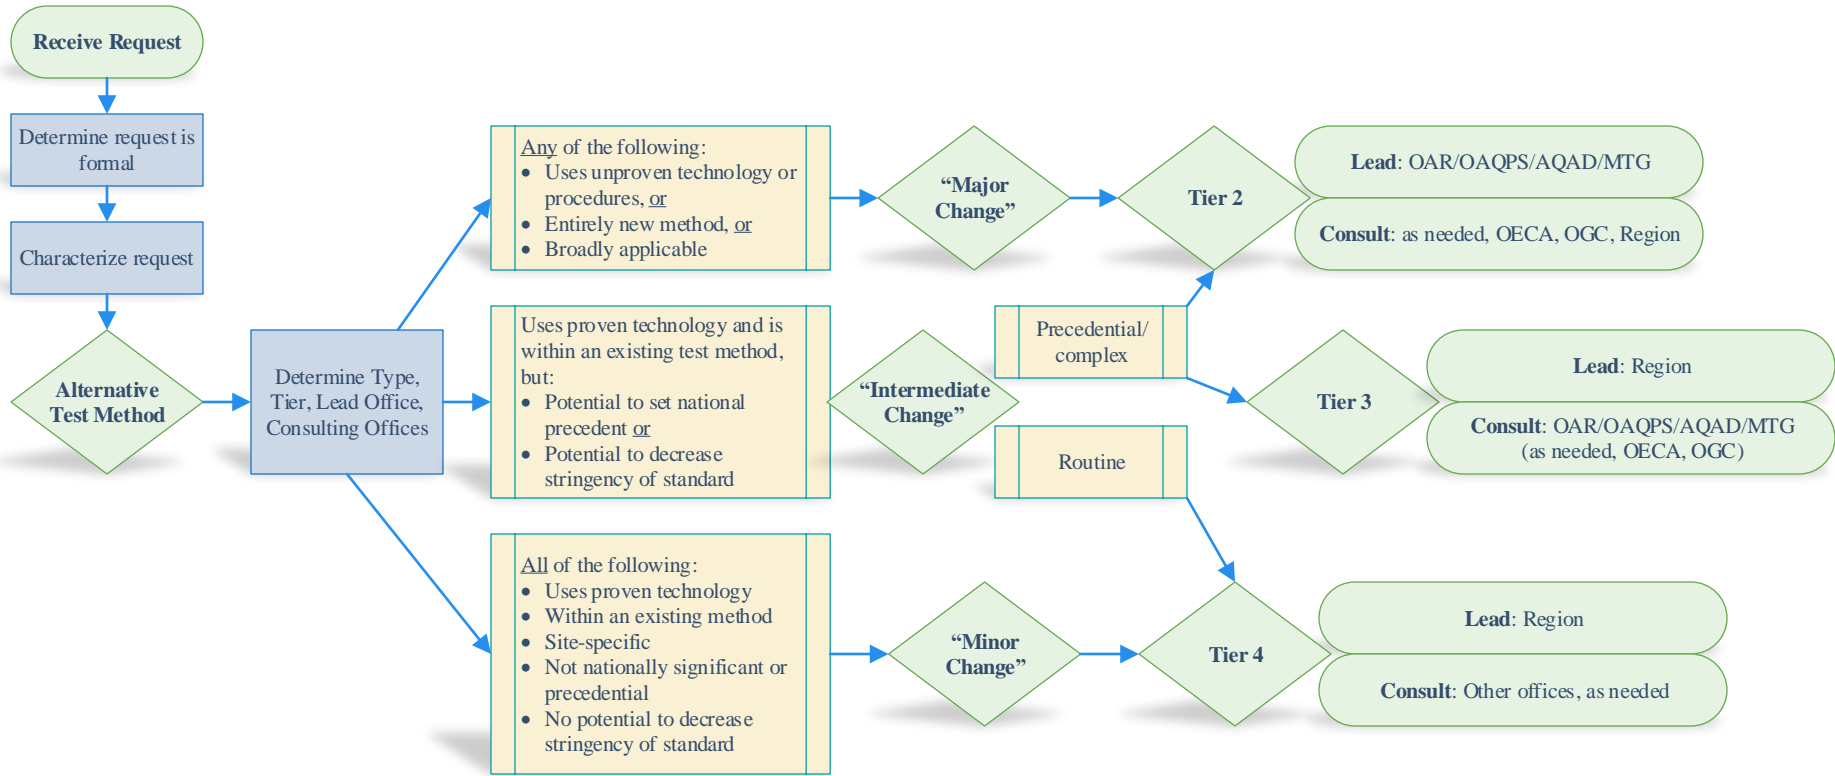 Receive Request
Determine request is
formal
Characterize request
Alternative
Test Method
Determine Type,
Tier, Lead Office,
Consulting Offices
Any of the following:
• Uses unproven technology or
procedures, or
• Entirely new method, or
• Broadly applicable
“Major
Change”
Tier 2
Lead: OAR/OAQPS/AQAD/MTG
Consult: as needed, OECA, OGC, Region
Uses proven technology and is
within an existing test method,
but:
• Potential to set national
precedent or
• Potential to decrease
stringency of standard
“Intermediate
Change”
Precedential/
complex
Routine
Tier 3
Lead: Region
Consult: OAR/OAQPS/AQAD/MTG
(as needed, OECA, OGC)
All of the following:
• Uses proven technology
• Within an existing method
• Site-specific
• Not nationally significant or
precedential
• No potential to decrease
stringency of standard
“Minor
Change”
Tier 4
Lead: Region
Consult: Other offices, as needed